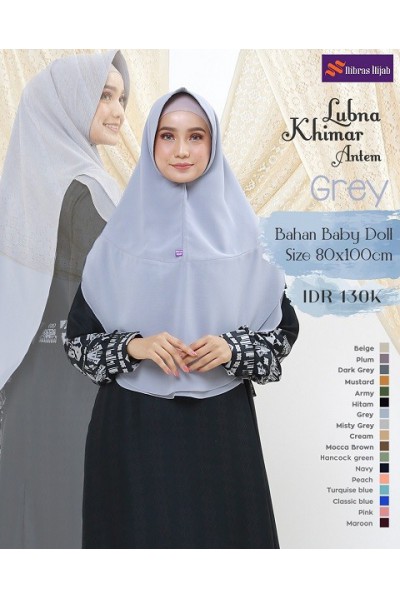 Nibras Hijab
Lubna
Khimar
Antem
Grey
Bahan Baby Doll
Size 80x100cm
IDR 130K
Beige
Plum
Dark Grey
Mustard
Army
Hitam
Grey
Misty Grey
Cream
Mocca Brown
Hancock green
Navy
Peach
Turquise blue
Classic blue
Pink
Maroon